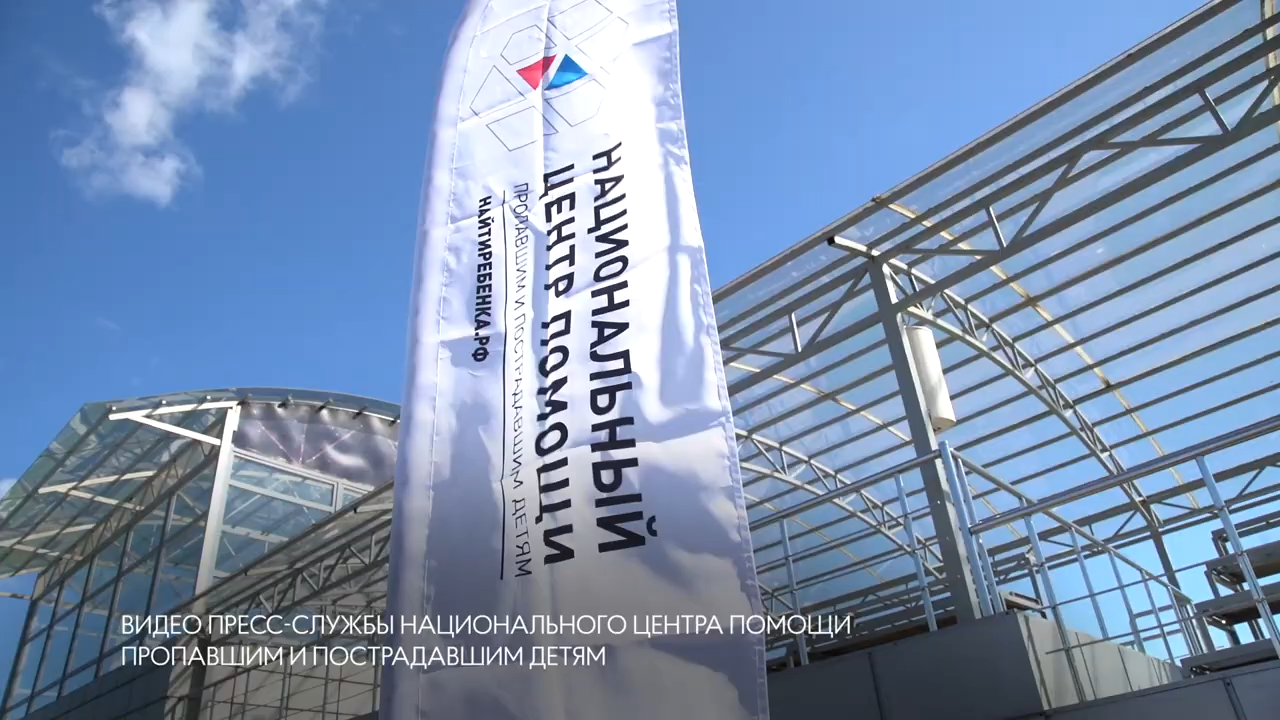 НАЦИОНАЛЬНЫЙ
ЦЕНТР ПОМОЩИ
ПРОПАВШИМ И ПОСТРАДАВШИМ ДЕТЯМ
НАЙТИРЕБЕНКА.РФ
ВИДЕО ПРЕСС-СЛУЖБЫ НАЦИОНАЛЬНОГО ЦЕНТРА ПОМОЩИ
ПРОПАВШИМ И ПОСТРАДАВШИМ ДЕТЯМ